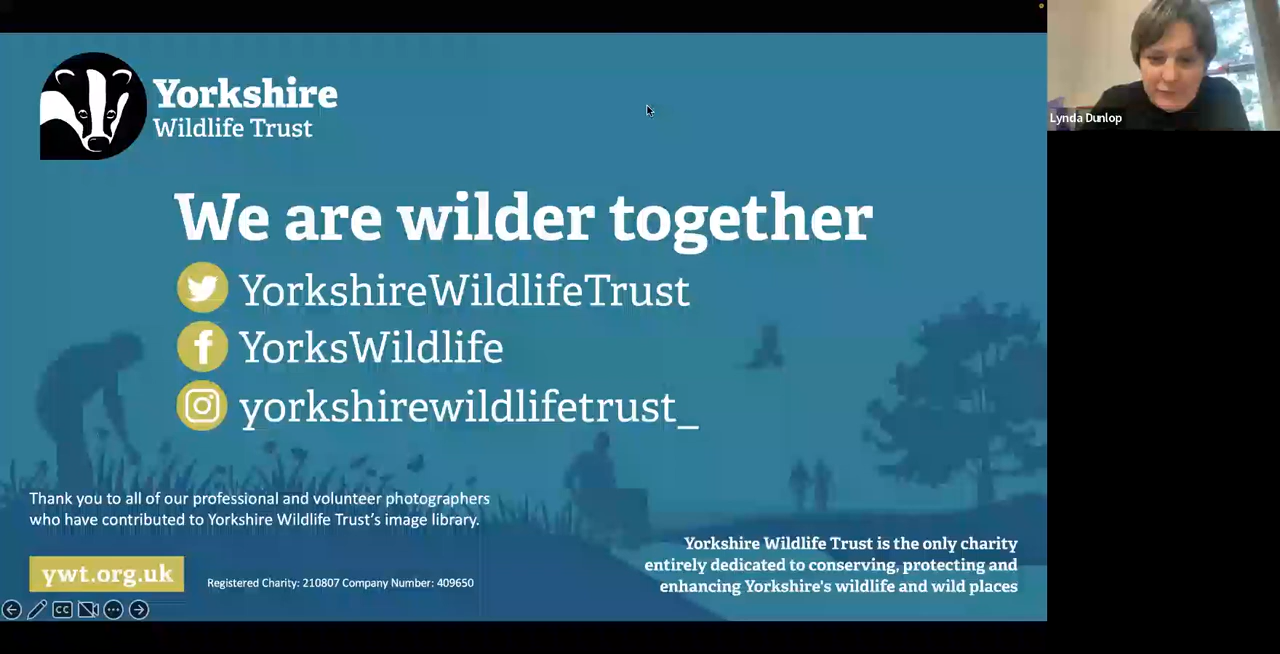 Yorkshire
Wildlife Trust
Lynda Dunlop
We are wilder together
YorkshireWildlifeTrust
YorksWildlife
yorkshirewildlifetrust_
Thank you to all of our professional and volunteer photographers
who have contributed to Yorkshire Wildlife Trust's image library.
Yorkshire Wildlife Trust is the only charity
entirely dedicated to conserving, protecting and
enhancing Yorkshire's wildlife and wild places
ywt.org.uk
Registered Charity: 210807 Company Number: 409650
CC